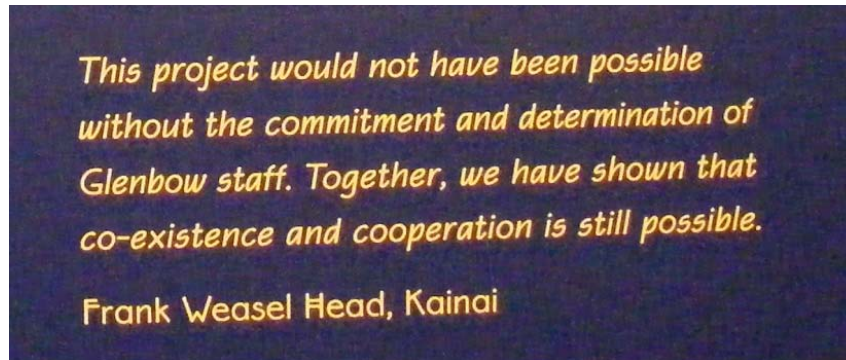 This project would not have been possible
without the commitment and determination of
Glenbow staff. Together, we have shown that
co-existence and cooperation is still possible.
Frank Weasel Head, Kainai